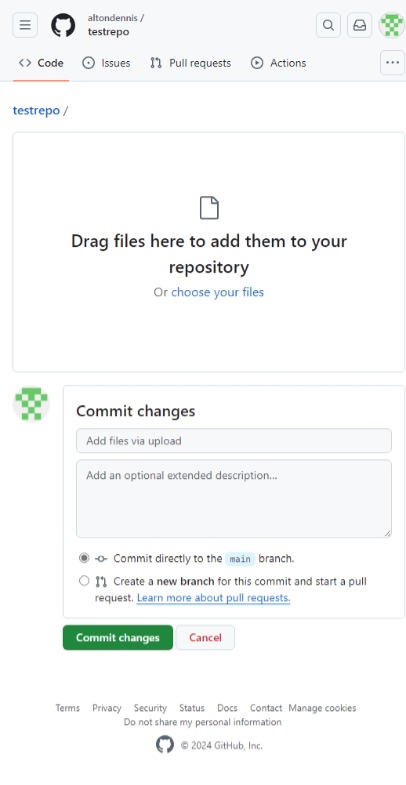 altondennis /
testrepo
Code Issues Pull requests Actions
testrepo /
Drag files here to add them to your
repository
Or choose your files
Commit changes
Add files via upload
Add an optional extended description...
Commit directly to the main branch.
Create a new branch for this commit and start a pull
request. Learn more about pull requests.
Commit changes Cancel
Terms Privacy Security Status Docs Contact Manage cookies
Do not share my personal information
© 2024 GitHub, Inc.